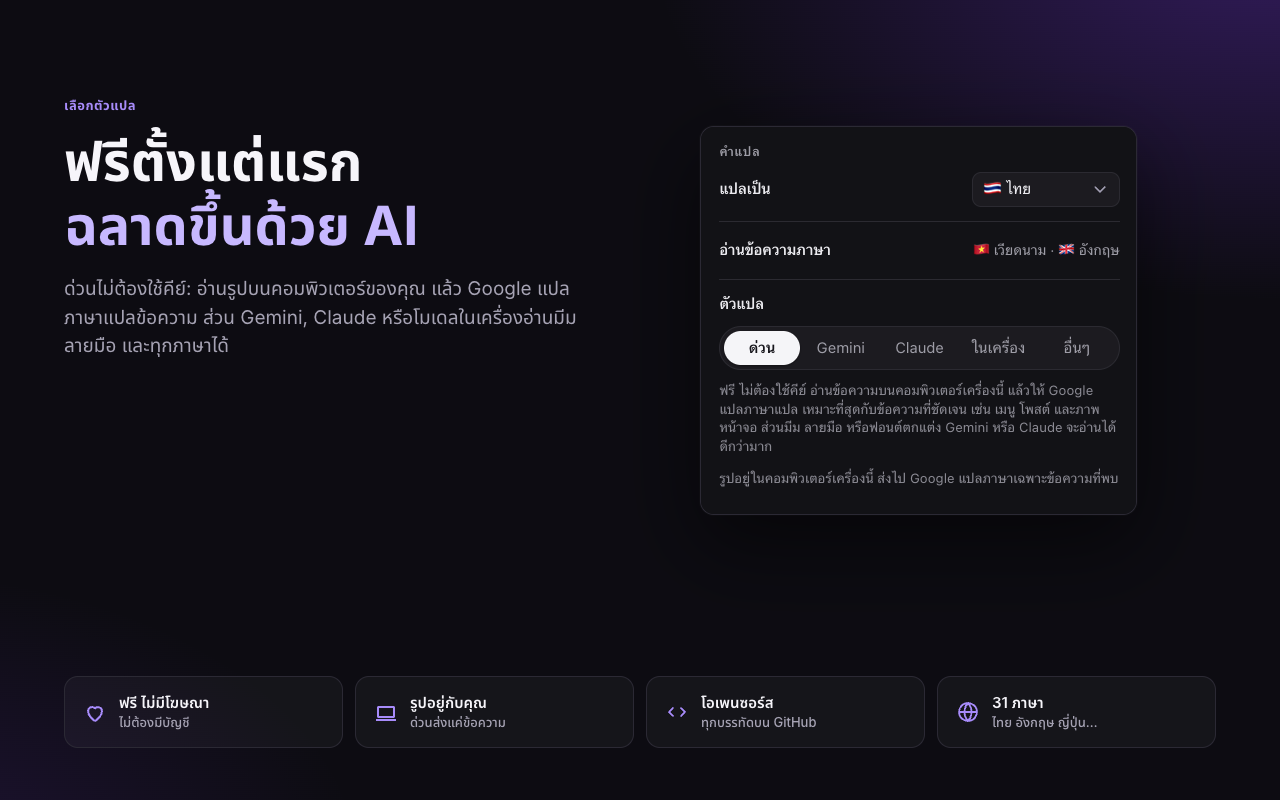 เลือกตัวแปล
ฟรีตั้งแต่แรก
ฉลาดขึ้นด้วย AI
ด่วนไม่ต้องใช้คีย์: อ่านรูปบนคอมพิวเตอร์ของคุณ แล้ว Google แปล
ภาษาแปลข้อความ ส่วน Gemini, Claude หรือโมเดลในเครื่องอ่านมีม
ลายมือ และทุกภาษาได้
คำแปล
แปลเป็น
ไทย
อ่านข้อความภาษา
เวียดนาม · อังกฤษ
ตัวแปล
ด่วน Gemini Claude ในเครื่อง อื่นๆ
ฟรี ไม่ต้องใช้คีย์ อ่านข้อความบนคอมพิวเตอร์เครื่องนี้ แล้วให้ Google
แปลภาษาแปล เหมาะที่สุดกับข้อความที่ชัดเจน เช่น เมนู โพสต์ และภาพ
หน้าจอ ส่วนมีม ลายมือ หรือฟอนต์ตกแต่ง Gemini หรือ Claude จะอ่านได้
ดีกว่ามาก
รูปอยู่ในคอมพิวเตอร์เครื่องนี้ ส่งไป Google แปลภาษาเฉพาะข้อความที่พบ
ฟรี ไม่มีโฆษณา
ไม่ต้องมีบัญชี
รูปอยู่กับคุณ
ด่วนส่งแค่ข้อความ
โอเพนซอร์ส
ทุกบรรทัดบน GitHub
31 ภาษา
ไทย อังกฤษ ญี่ปุ่น...